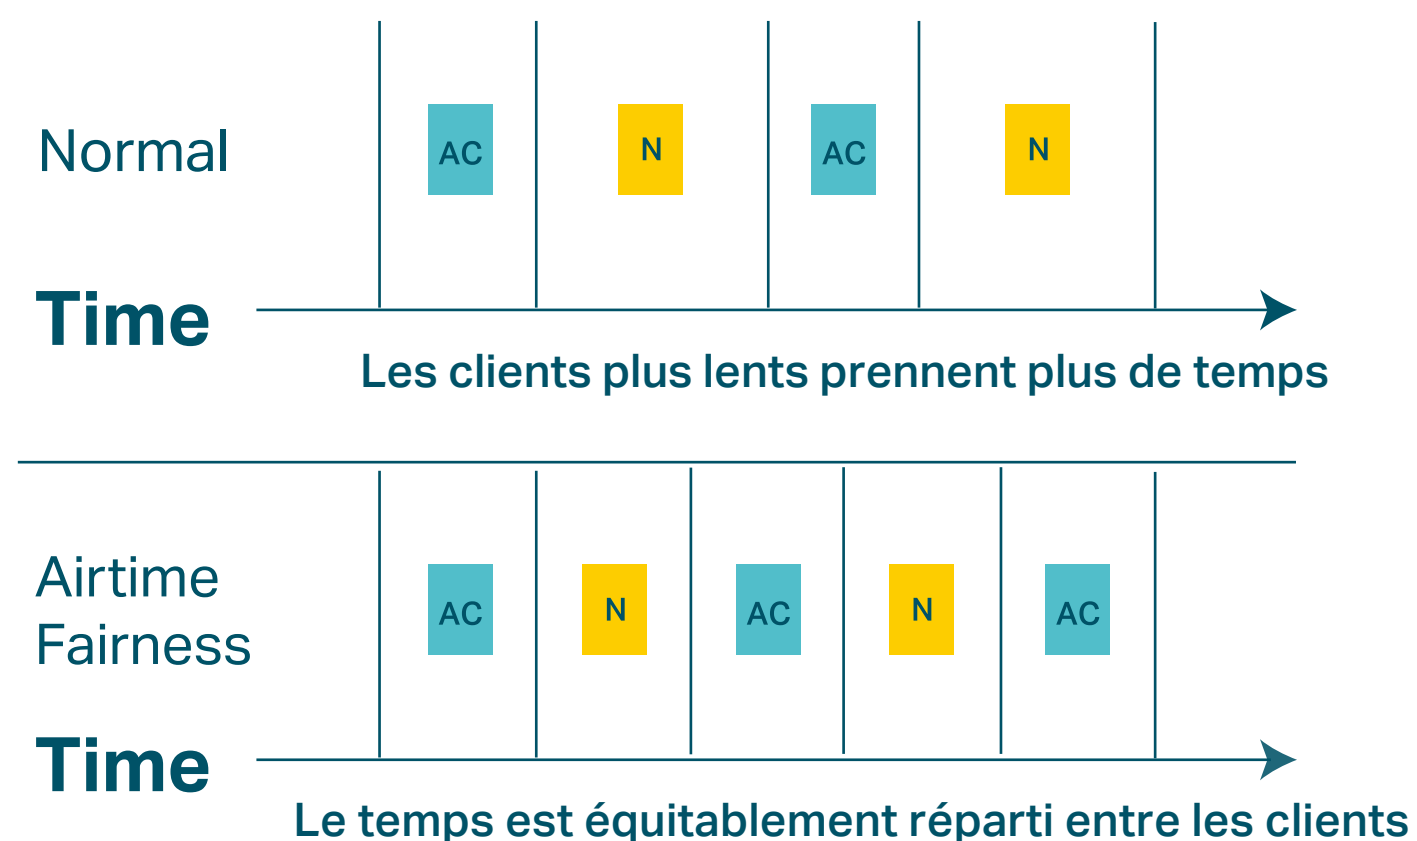 Normal
AC
N
AC
N
Time
Les clients plus lents prennent plus de temps
Airtime
Fairness
AC
N
AC
N
AC
Time
Le temps est équitablement réparti entre les clients